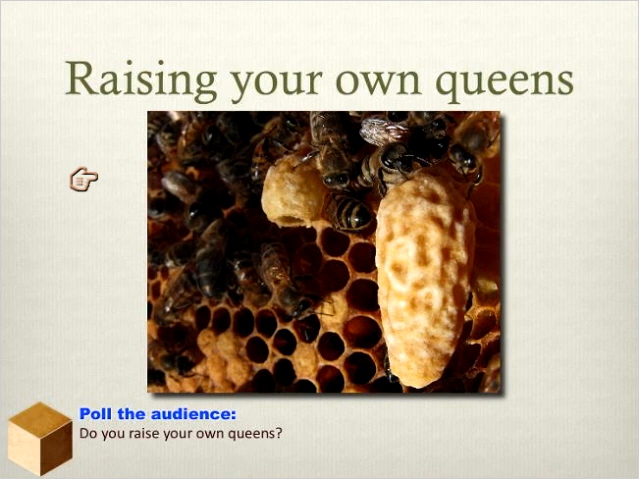 Raising your own queens
Poll the audience:
Do you raise your own queens?